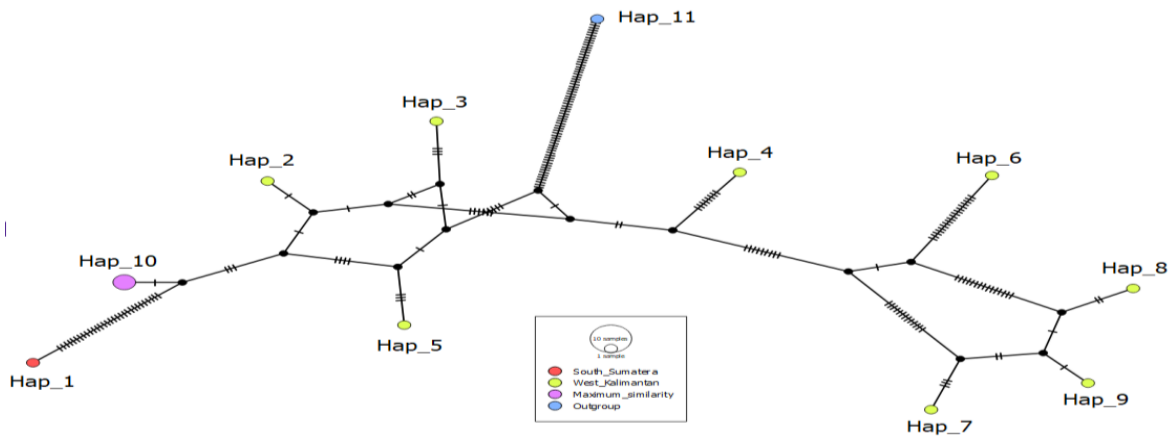 Hap_11
Hap_3
Hap_2
Hap_4
Hap_6
Hap_10
Hap_8
Hap_5
Hap_1
Hap_9
Hap_7
10 samples
1 sample
South_Sumatera
West_Kalimantan
Maximum_similarity
Outgroup